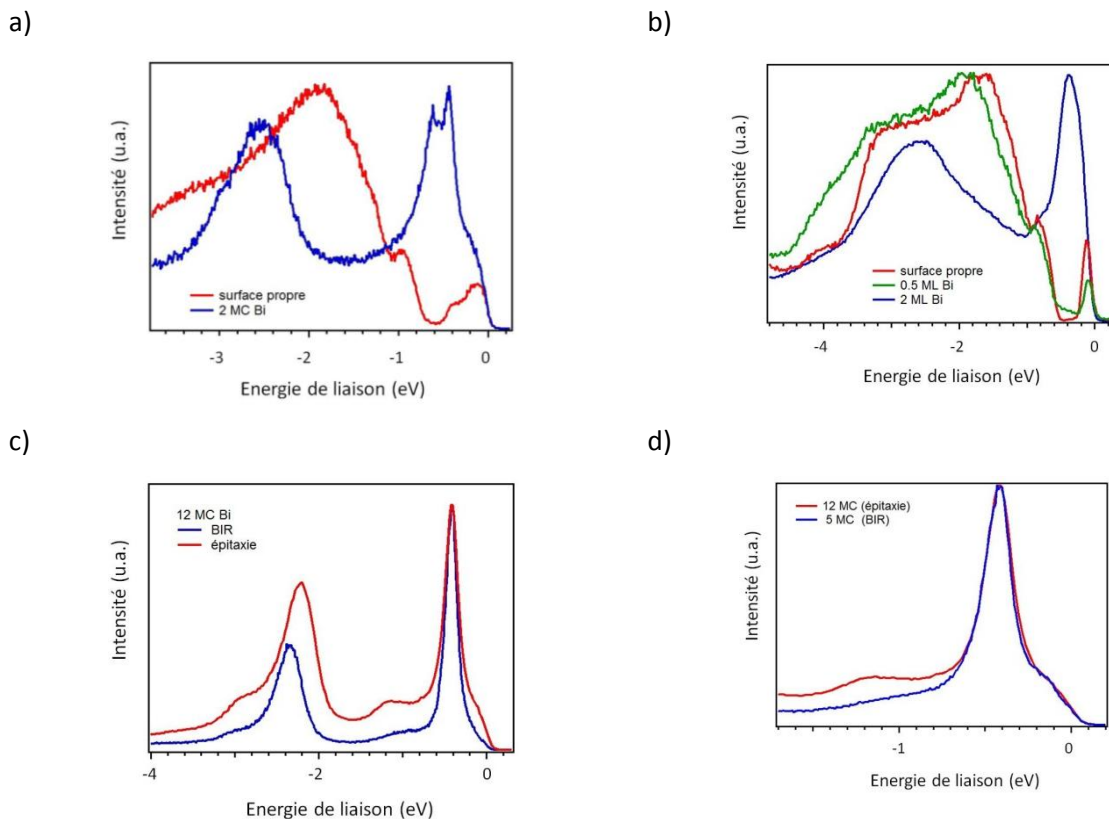 a)
Intensité (u.a.)
surface propre
2 MC Bi
-3
-2
-1
0
Energie de liaison (eV)
b)
Intensité (u.a.)
surface propre
0.5 ML Bi
2 ML Bi
-4
-2
0
Energie de liaison (eV)
c)
Intensité (u.a.)
12 MC Bi
BIR
épitaxie
-4
-2
0
Energie de liaison (eV)
d)
Intensité (u.a.)
12 MC (épitaxie)
5 MC (BIR)
-1
0
Energie de liaison (eV)